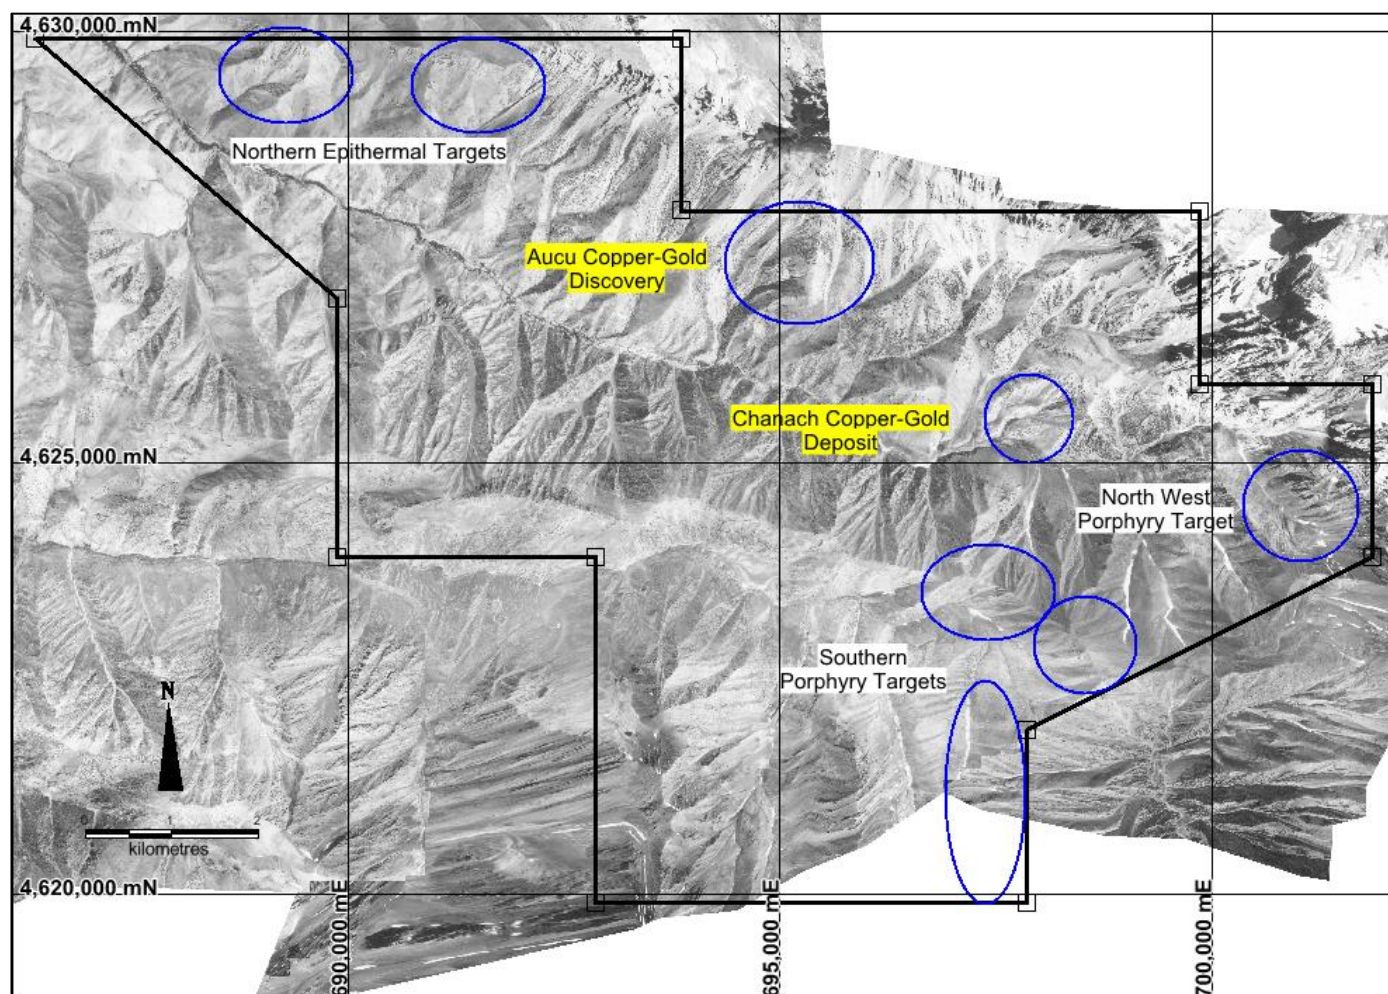 4,630,000 mN
Northern Epithermal Targets
Aucu Copper-Gold
Discovery
Chanach Copper-Gold
Deposit
4,625,000 mN
North West
Porphyry Target
Southern
Porphyry Targets
N
0 1 2
kilometres
4,620,000 mN
690,000 mE
695,000 mE
700,000 mE